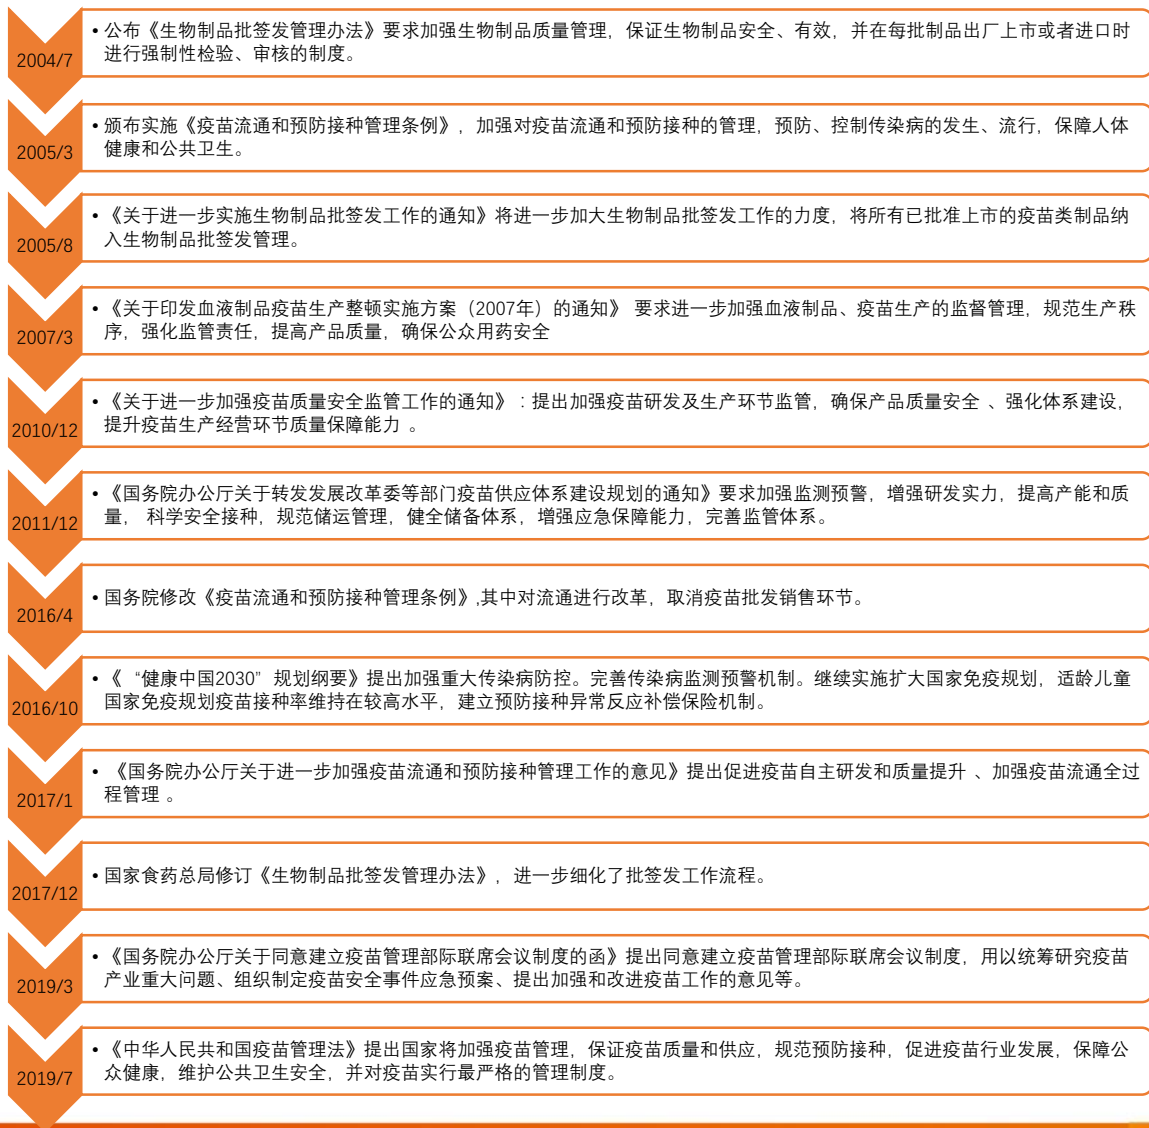 2004/7
• 公布《生物制品批签发管理办法》要求加强生物制品质量管理，保证生物制品安全、有效，并在每批制品出厂上市或者进口时
进行强制性检验、审核的制度。
2005/3
• 颁布实施《疫苗流通和预防接种管理条例》，加强对疫苗流通和预防接种的管理，预防、控制传染病的发生、流行，保障人体
健康和公共卫生。
2005/8
• 《关于进一步实施生物制品批签发工作的通知》将进一步加大生物制品批签发工作的力度，将所有已批准上市的疫苗类制品纳
入生物制品批签发管理。
2007/3
• 《关于印发血液制品疫苗生产整顿实施方案（2007年）的通知》 要求进一步加强血液制品、疫苗生产的监督管理，规范生产秩
序，强化监管责任，提高产品质量，确保公众用药安全
2010/12
• 《关于进一步加强疫苗质量安全监管工作的通知》：提出加强疫苗研发及生产环节监管，确保产品质量安全 、强化体系建设，
提升疫苗生产经营环节质量保障能力 。
2011/12
• 《国务院办公厅关于转发发展改革委等部门疫苗供应体系建设规划的通知》要求加强监测预警，增强研发实力，提高产能和质
量， 科学安全接种，规范储运管理，健全储备体系，增强应急保障能力，完善监管体系。
2016/4
• 国务院修改《疫苗流通和预防接种管理条例》,其中对流通进行改革，取消疫苗批发销售环节。
2016/10
• 《 “健康中国2030” 规划纲要》提出加强重大传染病防控。完善传染病监测预警机制。继续实施扩大国家免疫规划，适龄儿童
国家免疫规划疫苗接种率维持在较高水平，建立预防接种异常反应补偿保险机制。
2017/1
• 《国务院办公厅关于进一步加强疫苗流通和预防接种管理工作的意见》提出促进疫苗自主研发和质量提升 、加强疫苗流通全过
程管理 。
2017/12
• 国家食药总局修订《生物制品批签发管理办法》，进一步细化了批签发工作流程。
2019/3
• 《国务院办公厅关于同意建立疫苗管理部际联席会议制度的函》提出同意建立疫苗管理部际联席会议制度，用以统筹研究疫苗
产业重大问题、组织制定疫苗安全事件应急预案、提出加强和改进疫苗工作的意见等。
2019/7
• 《中华人民共和国疫苗管理法》提出国家将加强疫苗管理，保证疫苗质量和供应，规范预防接种，促进疫苗行业发展，保障公
众健康，维护公共卫生安全，并对疫苗实行最严格的管理制度。